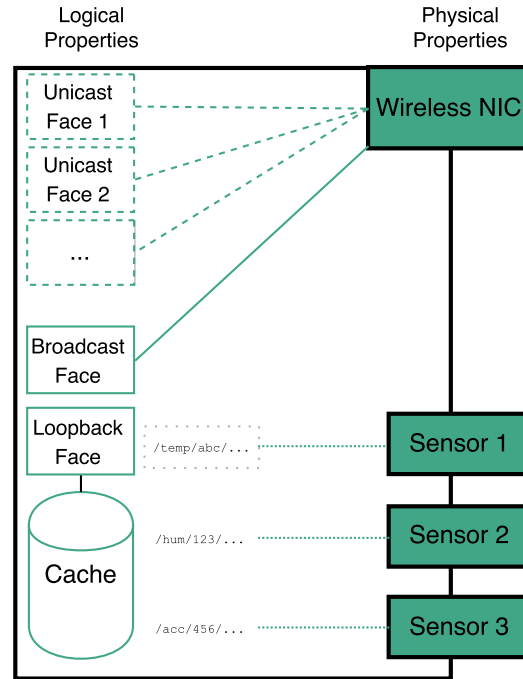 Logical
Properties
Physical
Properties
Unicast
Face 1
Wireless NIC
Unicast
Face 2
...
Broadcast
Face
Loopback
Face
/temp/abc/...
Sensor 1
/hum/123/...
Sensor 2
Cache
/acc/456/...
Sensor 3